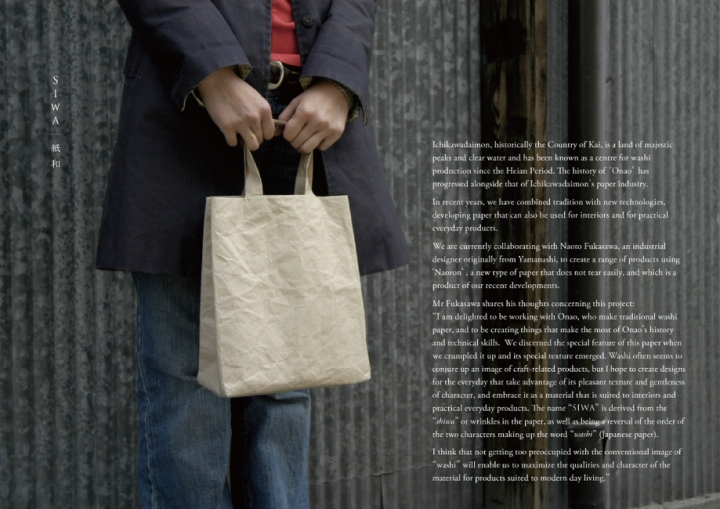 SIWA | 紙和
Ichikawadaimon, historically the Country of Kai, is a land of majestic
peaks and clear water and has been known as a centre for washi
production since the Heian Period. The history of 'Onao' has
progressed alongside that of Ichikawadaimon's paper industry.
In recent years, we have combined tradition with new technologies,
developing paper that can also be used for interiors and for practical
everyday products.
We are currently collaborating with Naoto Fukasawa, an industrial
designer originally from Yamanashi, to create a range of products using
'Naoron', a new type of paper that does not tear easily, and which is a
product of our recent developments.
Mr Fukasawa shares his thoughts concerning this project:
"I am delighted to be working with Onao, who make traditional washi
paper, and to be creating things that make the most of Onao's history
and technical skills. We discerned the special feature of this paper when
we crumpled it up and its special texture emerged. Washi often seems to
conjure up an image of craft-related products, but I hope to create designs
for the everyday that take advantage of its pleasant texture and gentleness
of character, and embrace it as a material that is suited to interiors and
practical everyday products. The name "SIWA" is derived from the
"shiwa" or wrinkles in the paper, as well as being a reversal of the order of
the two characters making up the word "washi" (Japanese paper).
I think that not getting too preoccupied with the conventional image of
"washi" will enable us to maximize the qualities and character of the
material for products suited to modern day living."